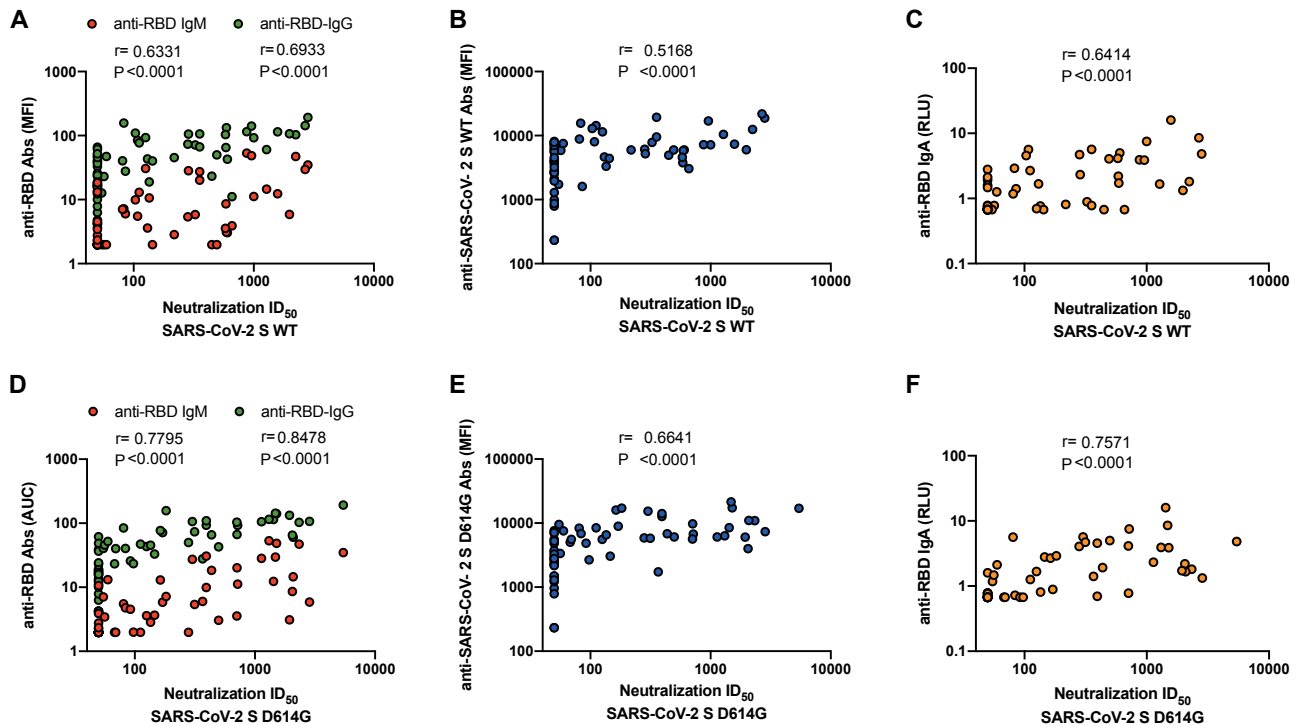 A
anti-RBD IgM
anti-RBD-IgG
r= 0.6331
P <0.0001
r= 0.6933
P <0.0001
anti-RBD Abs (MFI)
1000
100
10
1
100
1000
10000
Neutralization ID50
SARS-CoV-2 S WT
B
r= 0.5168
P <0.0001
anti-SARS-CoV- 2 S WT Abs (MFI)
100000
10000
1000
100
100
1000
10000
Neutralization ID50
SARS-CoV-2 S WT
C
r= 0.6414
P <0.0001
anti-RBD IgA (RLU)
100
10
1
0.1
100
1000
10000
Neutralization ID50
SARS-CoV-2 S WT
D
anti-RBD IgM
anti-RBD-IgG
r= 0.7795
P <0.0001
r= 0.8478
P <0.0001
anti-RBD Abs (AUC)
1000
100
10
1
100
1000
10000
Neutralization ID50
SARS-CoV-2 S D614G
E
r= 0.6641
P <0.0001
anti-SARS-CoV- 2 S D614G Abs (MFI)
100000
10000
1000
100
100
1000
10000
Neutralization ID50
SARS-CoV-2 S D614G
F
r= 0.7571
P <0.0001
anti-RBD IgA (RLU)
100
10
1
0.1
100
1000
10000
Neutralization ID50
SARS-CoV-2 S D614G